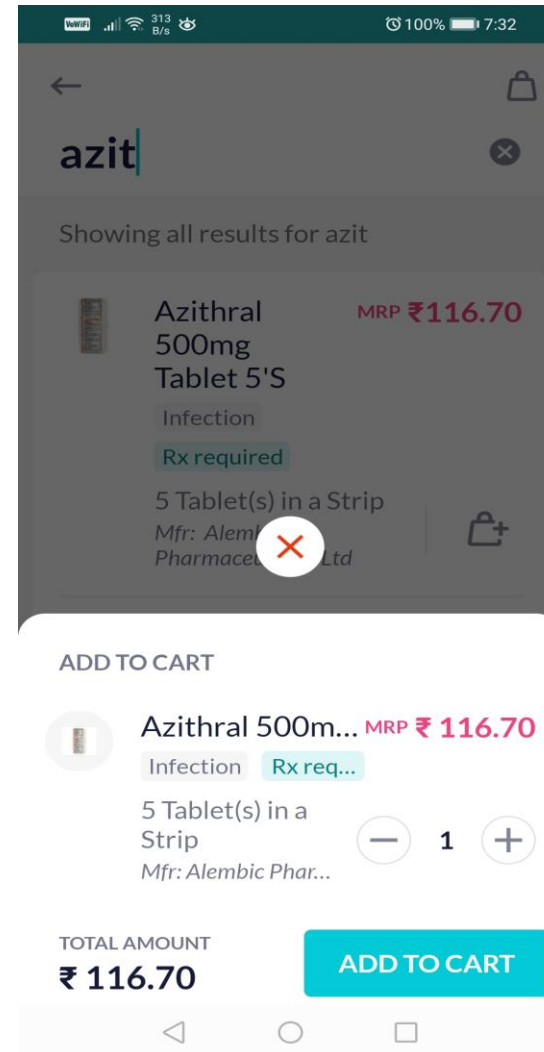 VoWiFi 313 B/s 100% 7:32
azit
Showing all results for azit
Azithral MRP ₹116.70
500mg
Tablet 5'S
Infection
Rx required
5 Tablet(s) in a Strip
Mfr: Alemb
Pharmace Ltd
ADD TO CART
Azithral 500m... MRP ₹ 116.70
Infection Rx req...
5 Tablet(s) in a
Strip
1
Mfr: Alembic Phar...
TOTAL AMOUNT
₹ 116.70
ADD TO CART